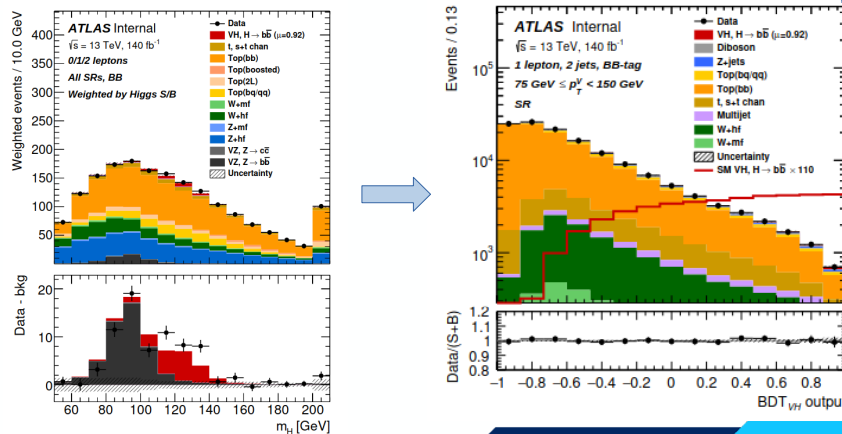 Weighted events / 10.0 GeV
400
350
300
250
200
150
100
50
ATLAS Internal
√s = 13 TeV, 140 fb⁻¹
0/1/2 leptons
All SRs, BB
Weighted by Higgs S/B
Data
VH, H → bb̅ (μ=0.92)
t, s+t chan
Top(bb)
Top(boosted)
Top(2L)
Top(bq/qq)
W+mf
W+hf
Z+mf
Z+hf
VZ, Z → cc̅
VZ, Z → bb̅
Uncertainty
Data - bkg
20
10
0
60 80 100 120 140 160 180 200
m_H [GeV]
Events / 0.13
10⁵
10⁴
10³
ATLAS Internal
√s = 13 TeV, 140 fb⁻¹
1 lepton, 2 jets, BB-tag
75 GeV ≤ p_T^V < 150 GeV
SR
Data
VH, H → bb̅ (μ=0.92)
Diboson
Z+jets
Top(bq/qq)
Top(bb)
t, s+t chan
Multijet
W+hf
W+mf
Uncertainty
SM VH, H → bb̅ × 110
Data/(S+B)
1.2
1.0
0.8
−1 −0.8 −0.6 −0.4 −0.2 0 0.2 0.4 0.6 0.8
BDT_VH outpu